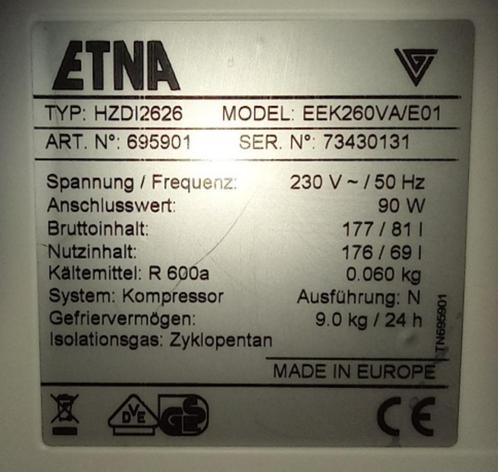 ETNA
TYP: HZDI2626 MODEL: EEK260VA/E01
ART. N°: 695901 SER. N°: 73430131
Spannung / Frequenz: 230 V ~ / 50 Hz
Anschlusswert: 90 W
Bruttoinhalt: 177 / 81 l
Nutzinhalt: 176 / 69 l
Kältemittel: R 600a 0.060 kg
System: Kompressor Ausführung: N
Gefriervermögen: 9.0 kg / 24 h
Isolationsgas: Zyklopentan
TN695901
MADE IN EUROPE
DVE GS CE